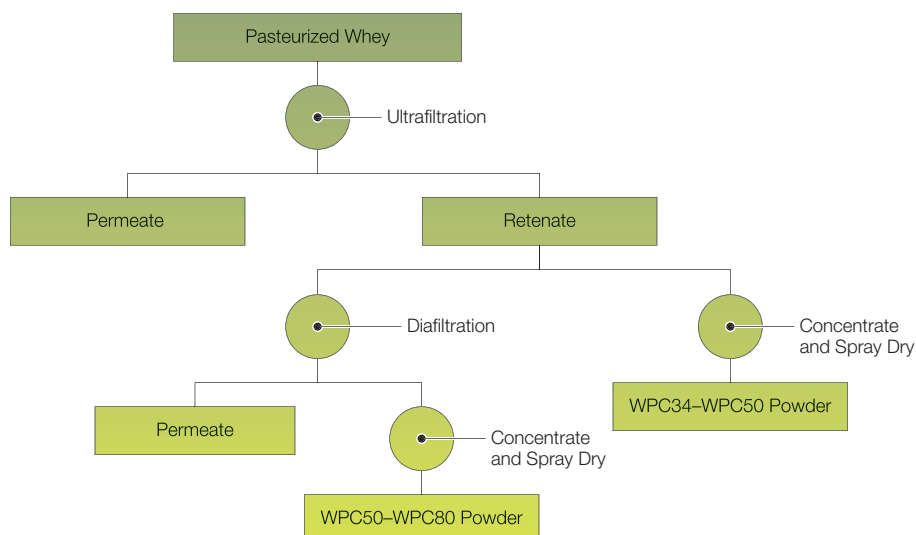 Pasteurized Whey
Ultrafiltration
Permeate
Retenate
Diafiltration
Concentrate
and Spray Dry
WPC34–WPC50 Powder
Permeate
Concentrate
and Spray Dry
WPC50–WPC80 Powder